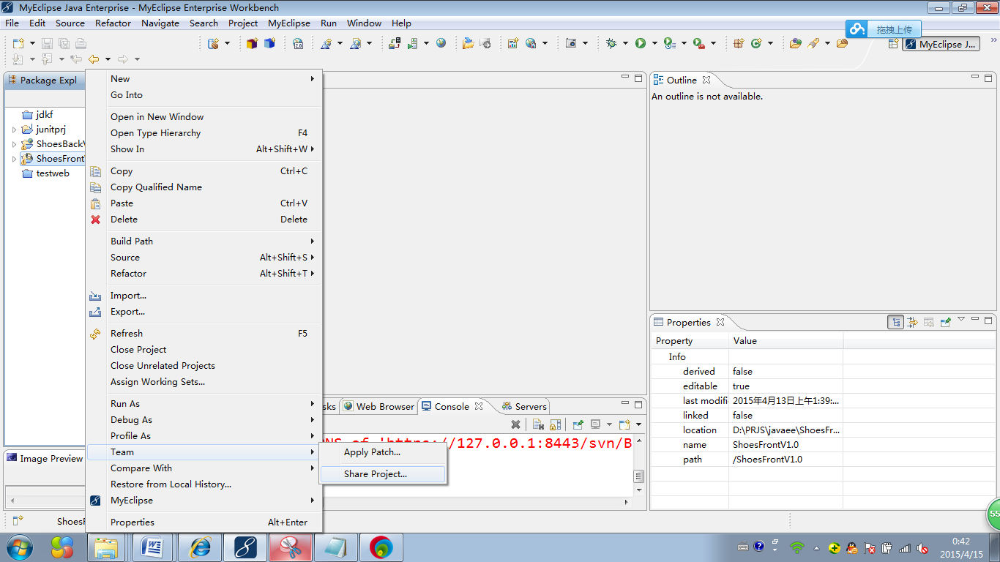 MyEclipse Java Enterprise - MyEclipse Enterprise Workbench
File Edit Source Refactor Navigate Search Project MyEclipse Run Window Help
拖拽上传
MyEclipse J...
Package Expl
jdkf
junitprj
ShoesBackV
ShoesFront
testweb
New
Go Into
Open in New Window
Open Type Hierarchy F4
Show In Alt+Shift+W
Copy Ctrl+C
Copy Qualified Name
Paste Ctrl+V
Delete Delete
Build Path
Source Alt+Shift+S
Refactor Alt+Shift+T
Import...
Export...
Refresh F5
Close Project
Close Unrelated Projects
Assign Working Sets...
Run As
Debug As
Profile As
Team
Compare With
Restore from Local History...
MyEclipse
Properties Alt+Enter
Apply Patch...
Share Project...
Outline
An outline is not available.
Properties
Property Value
Info
derived false
editable true
last modifi 2015年4月13日上午1:39:...
linked false
location D:\PRJS\javaee\ShoesFr...
name ShoesFrontV1.0
path /ShoesFrontV1.0
sks Web Browser Console Servers
NS of 'https://127.0.0.1:8443/svn/B
Image Preview
ShoesF
55
0:42
2015/4/15